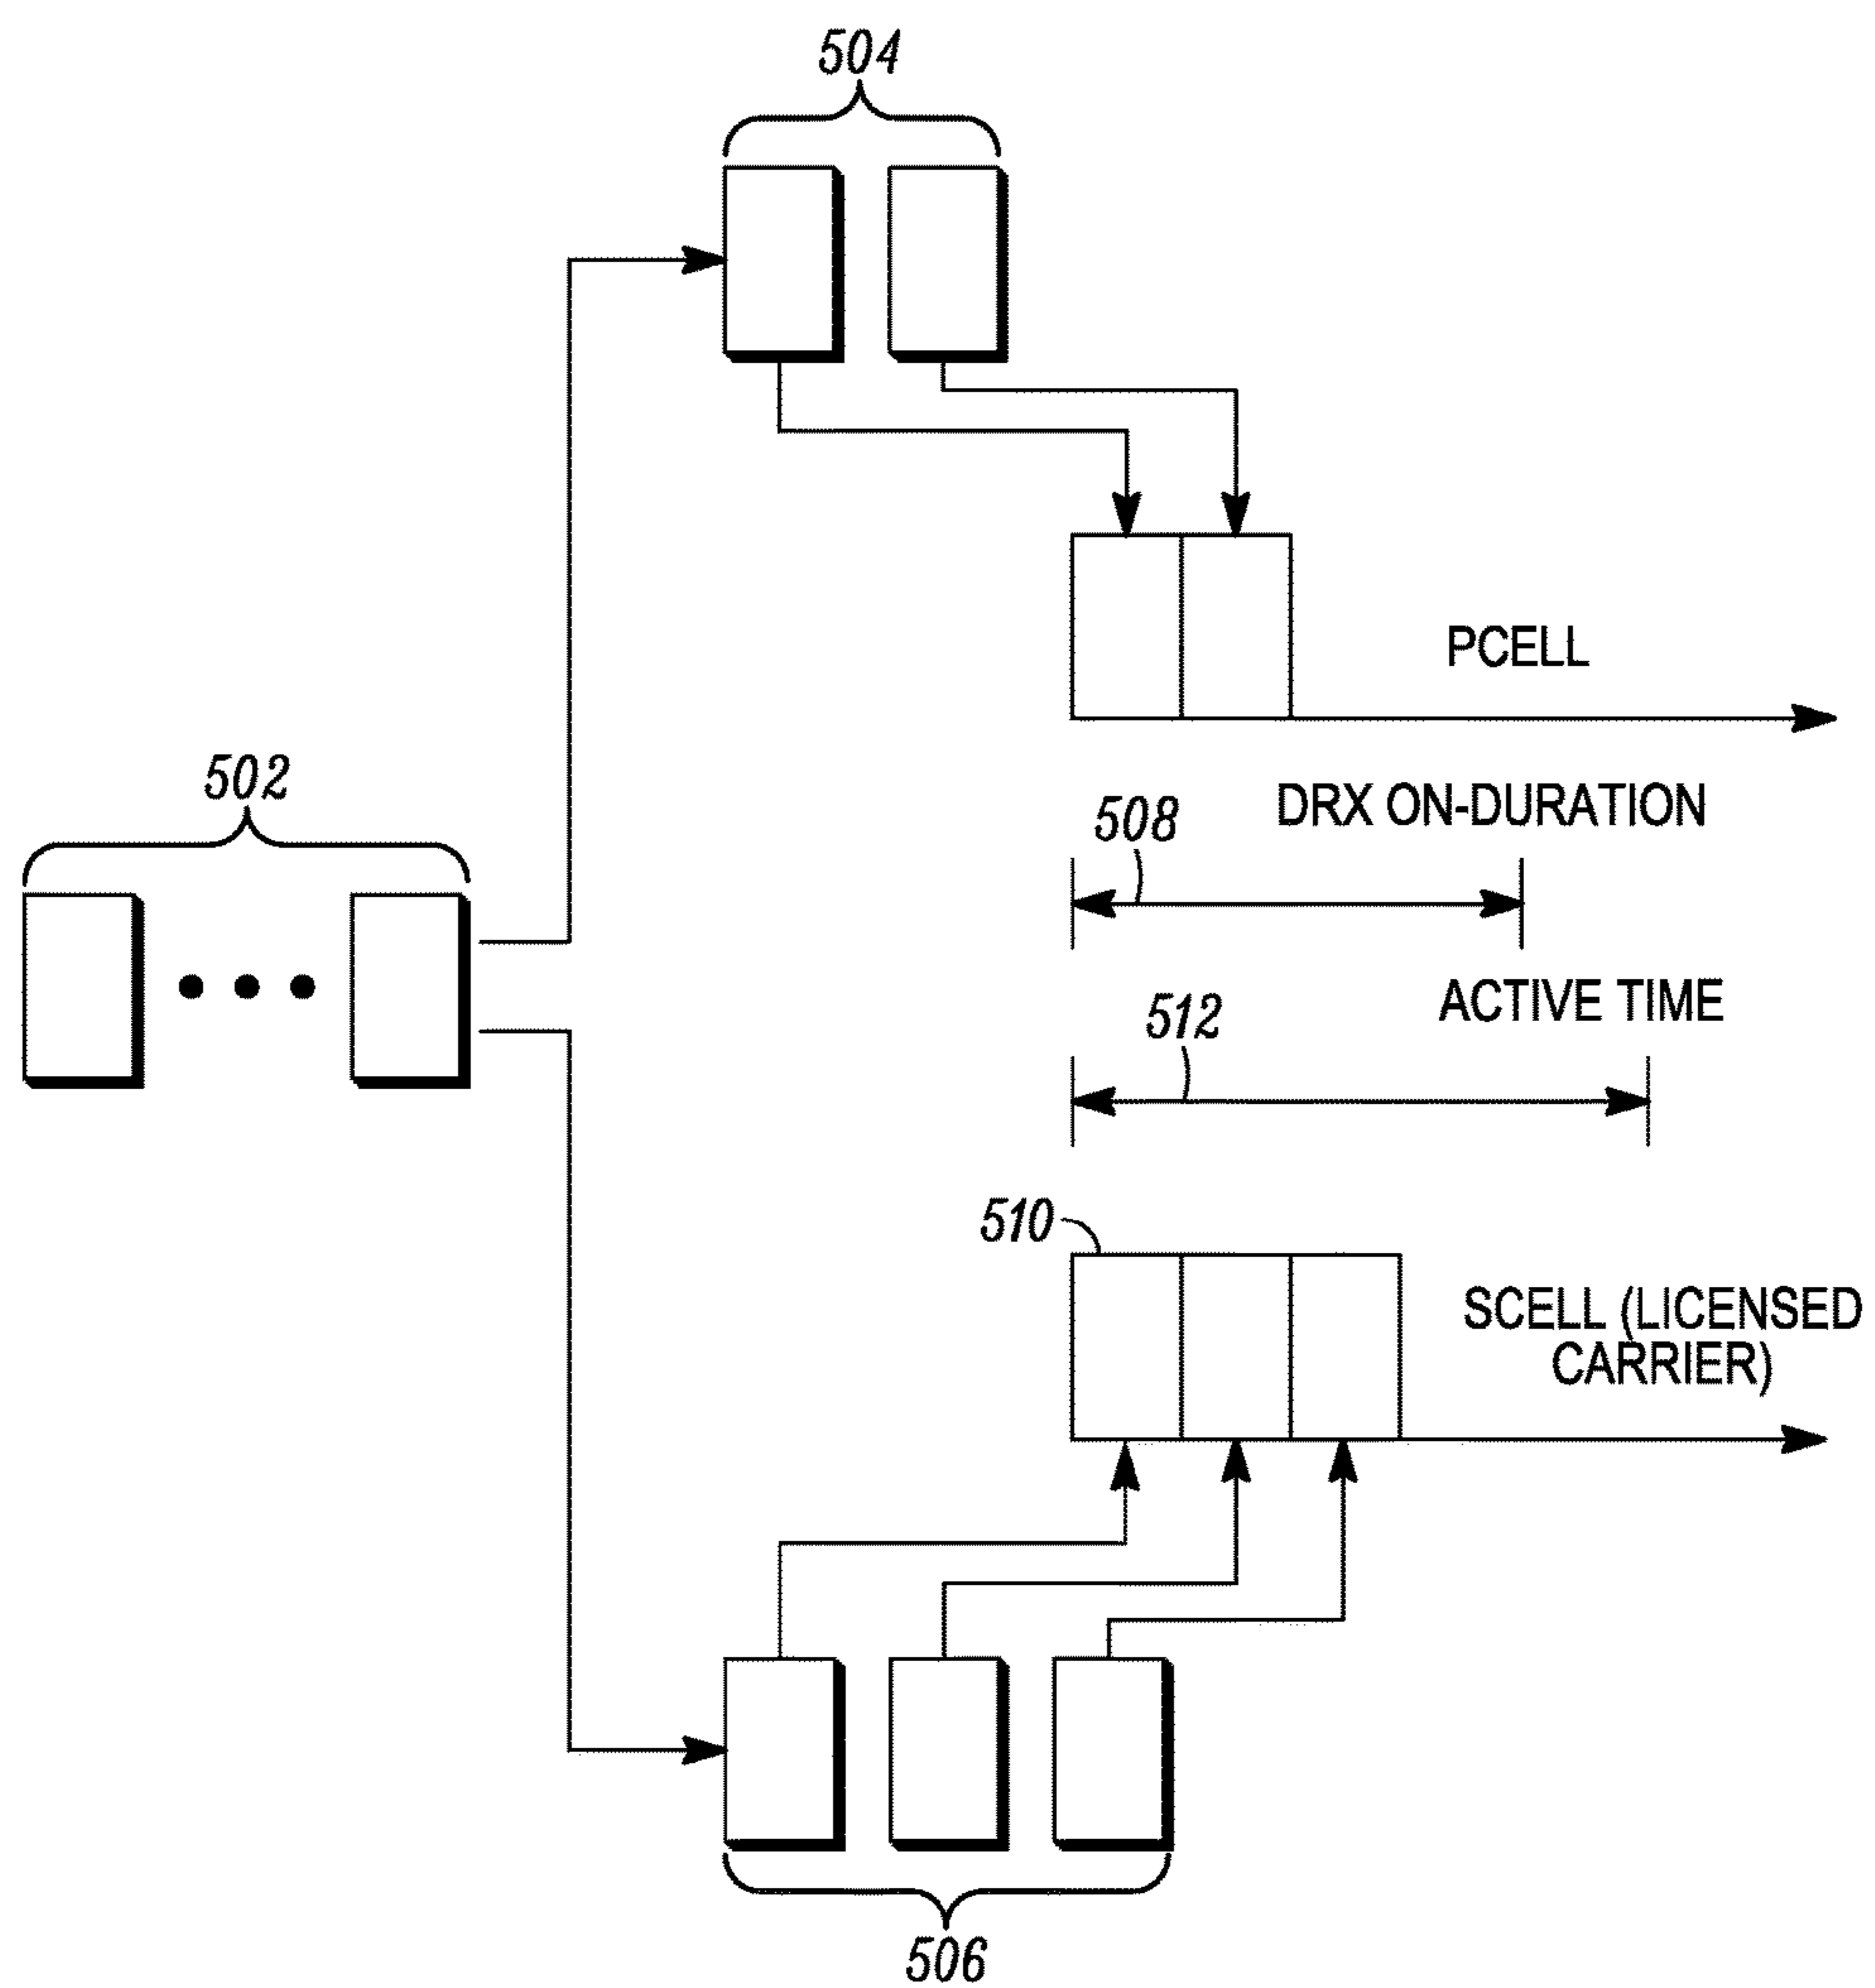 504
PCELL
502
DRX ON-DURATION
508
ACTIVE TIME
512
510
SCELL (LICENSED
CARRIER)
506